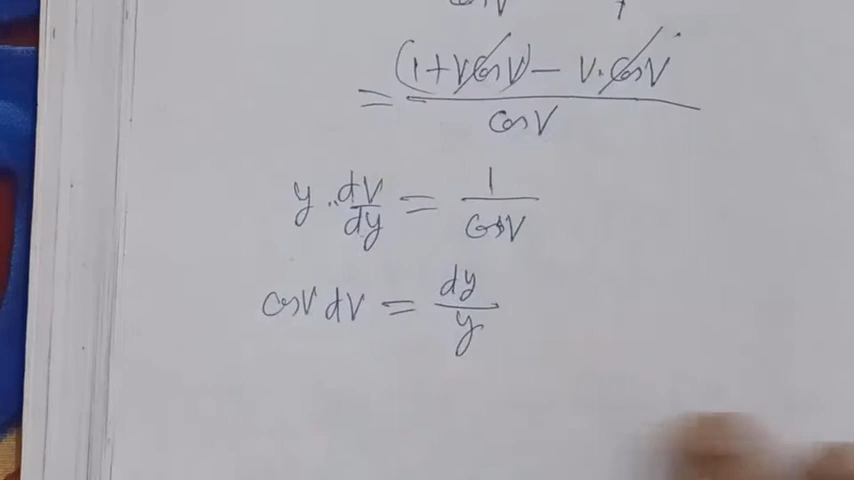 = (1 + v cos v) - v. cos v / cos v
y . dv/dy = 1/cos v
cos v dv = dy/y